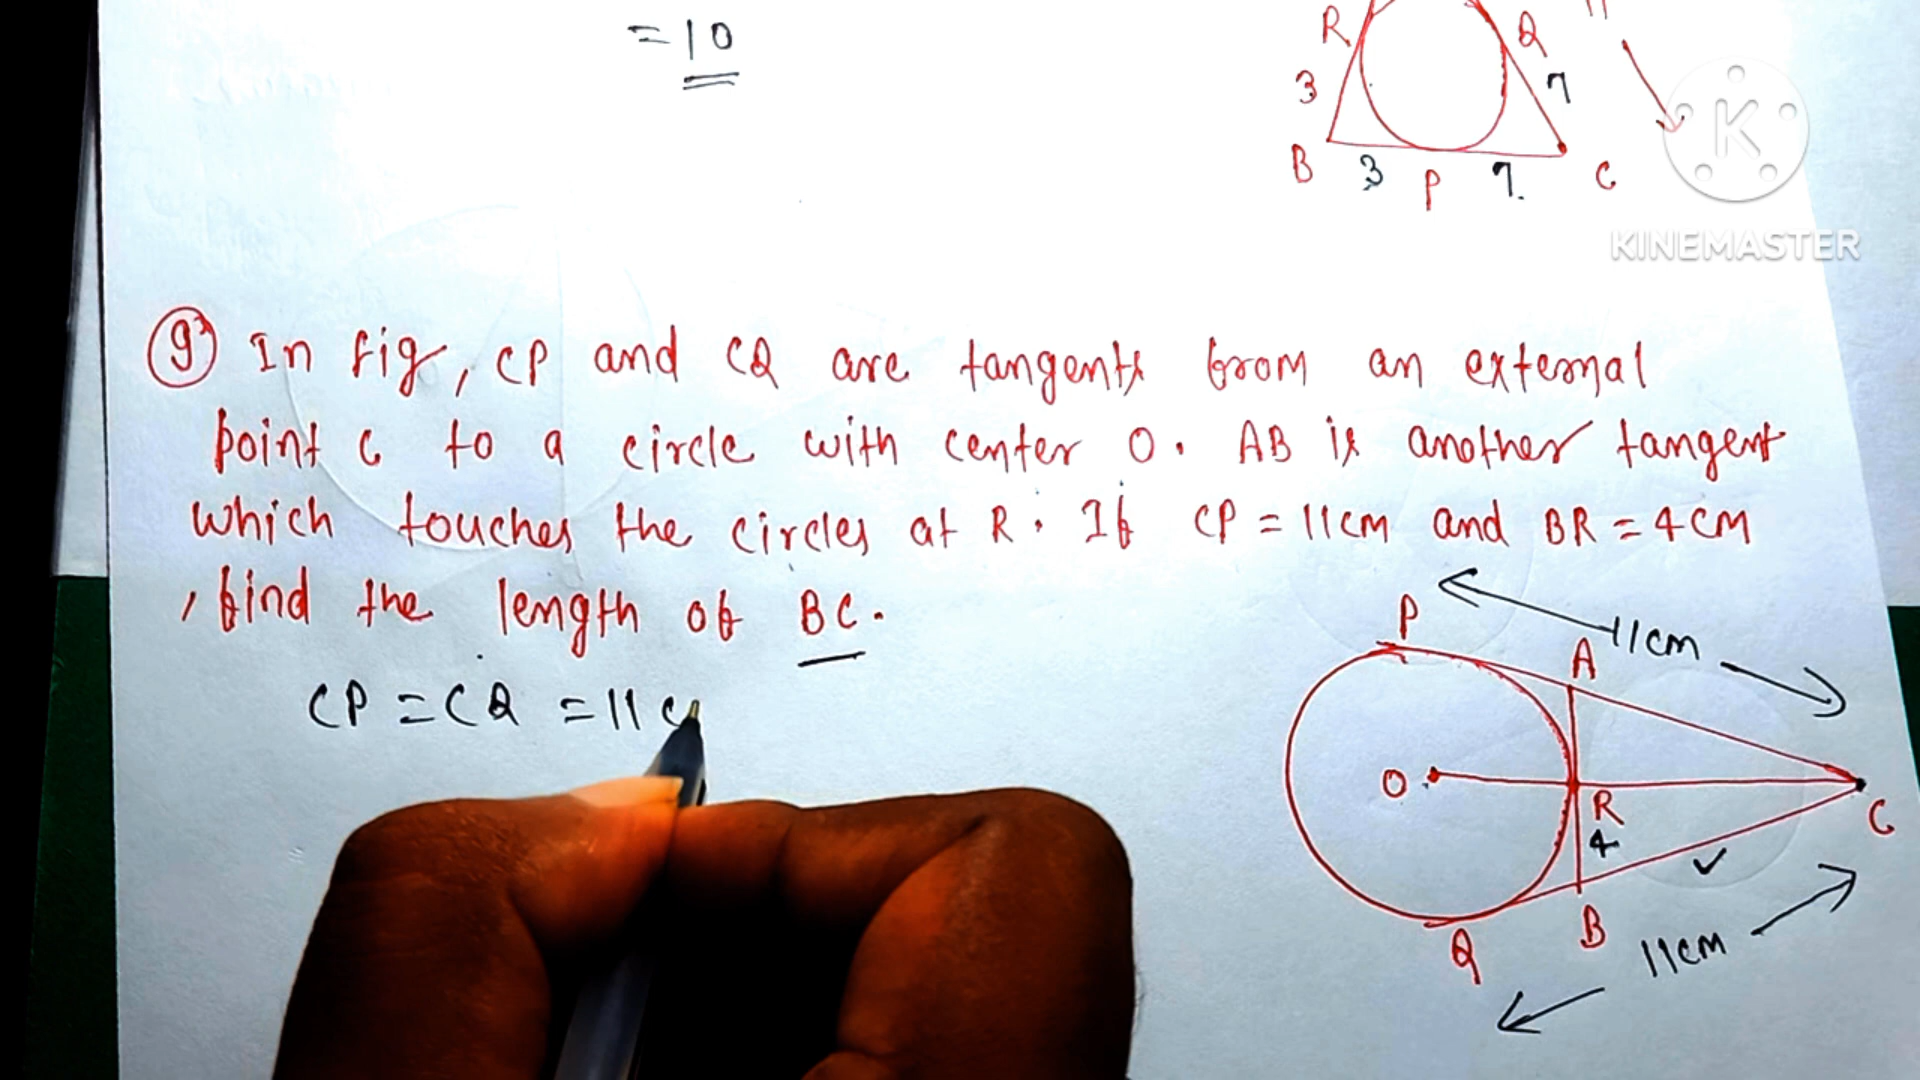 = 10
R
Q
11
3
7
B
3
P
7.
C
K
KINEMASTER
9) In fig, CP and CQ are tangents from an external
point C to a circle with center O. AB is another tangent
which touches the circles at R. If CP = 11cm and BR = 4cm
, find the length of BC.
CP = CQ = 11 c
P
11cm
A
O
R
4
C
B
Q
11cm